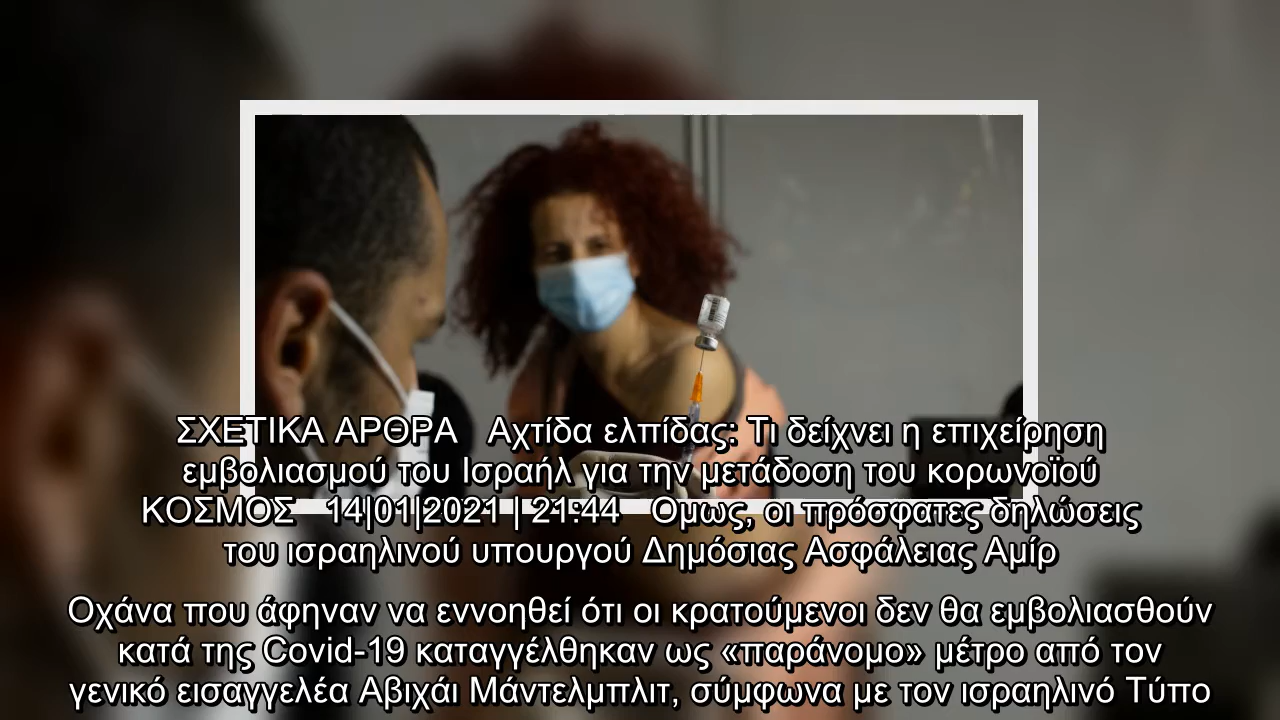 ΣΧΕΤΙΚΑ ΑΡΘΡΑ Αχτίδα ελπίδας: Τι δείχνει η επιχείρηση
εμβολιασμού του Ισραήλ για την μετάδοση του κορωνοϊού
ΚΟΣΜΟΣ 14|01|2021 | 21:44 Ομως, οι πρόσφατες δηλώσεις
του ισραηλινού υπουργού Δημόσιας Ασφάλειας Αμίρ
Οχάνα που άφηναν να εννοηθεί ότι οι κρατούμενοι δεν θα εμβολιασθούν
κατά της Covid-19 καταγγέλθηκαν ως «παράνομο» μέτρο από τον
γενικό εισαγγελέα Αβιχάι Μάντελμπλιτ, σύμφωνα με τον ισραηλινό Τύπο